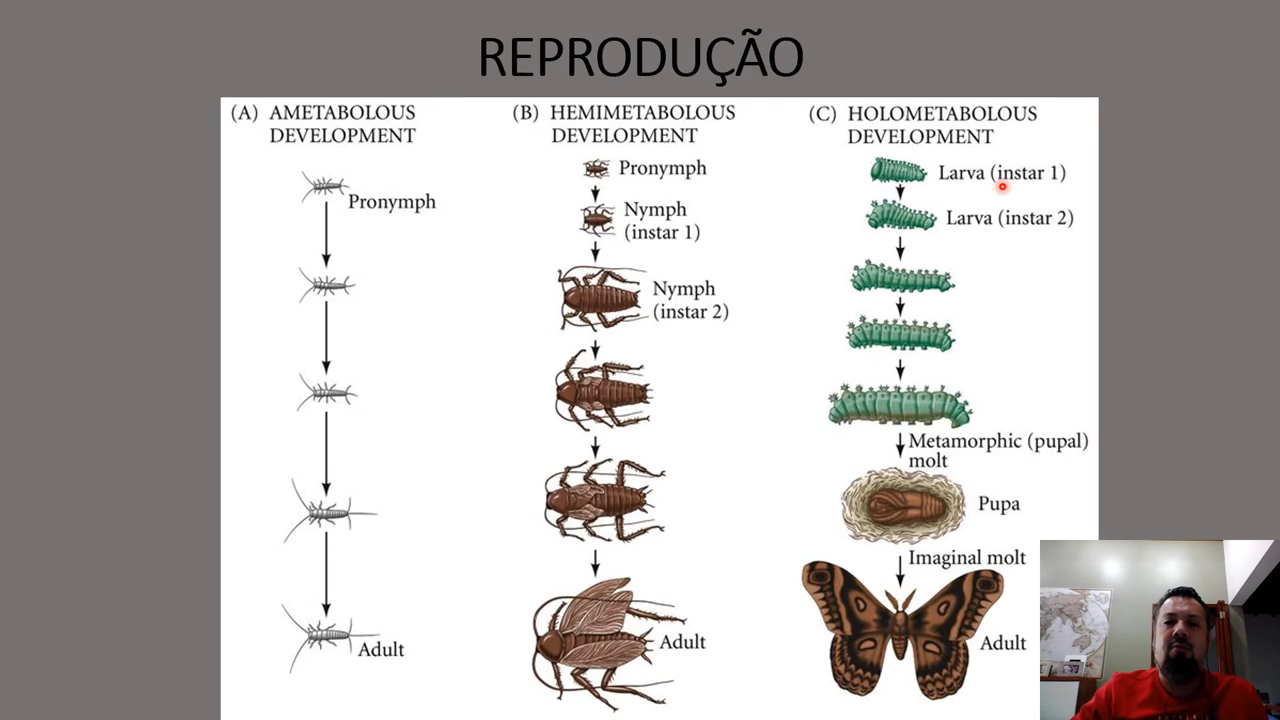 REPRODUÇÃO
(A) AMETABOLOUS
DEVELOPMENT
Pronymph
Adult
(B) HEMIMETABOLOUS
DEVELOPMENT
Pronymph
Nymph
(instar 1)
Nymph
(instar 2)
Adult
(C) HOLOMETABOLOUS
DEVELOPMENT
Larva (instar 1)
Larva (instar 2)
Metamorphic (pupal)
molt
Pupa
Imaginal molt
Adult